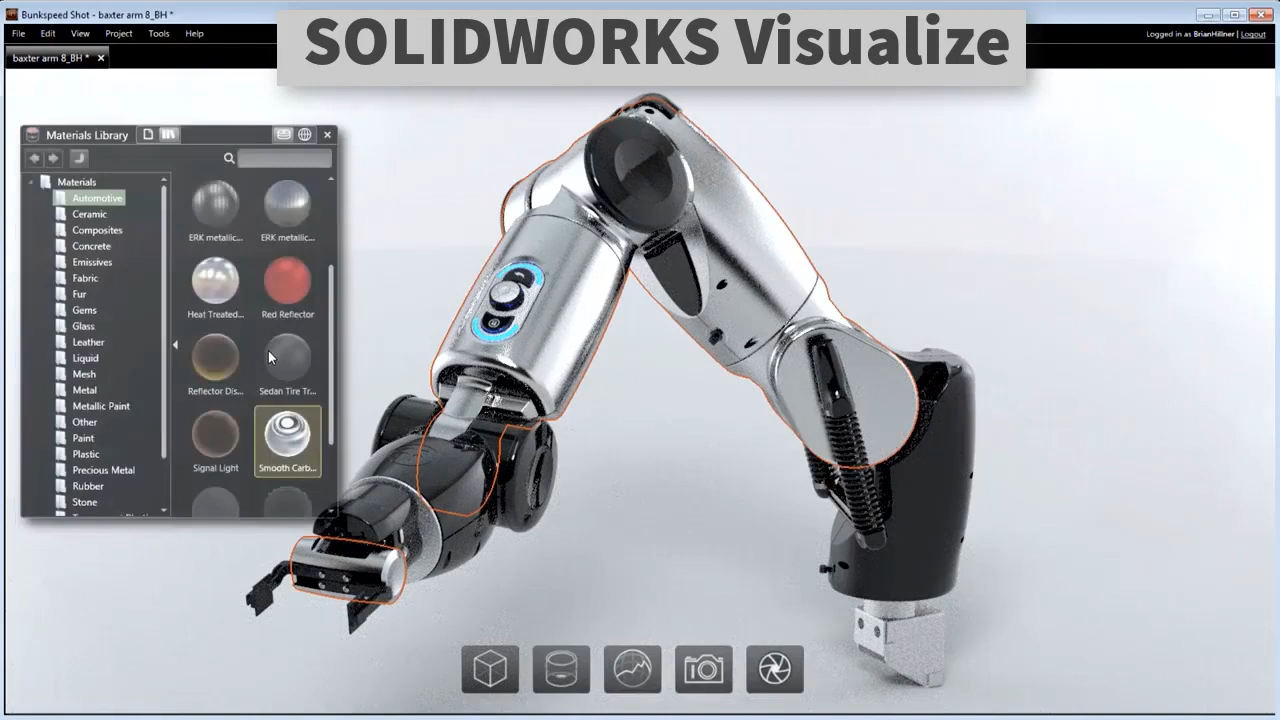 Bunkspeed Shot - baxter arm 8_BH *
SOLIDWORKS Visualize
File Edit View Project Tools Help
Logged in as BrianHillner | Logout
baxter arm 8_BH *
Materials Library
Materials
Automotive
Ceramic
Composites
Concrete
Emissives
Fabric
Fur
Gems
Glass
Leather
Liquid
Mesh
Metal
Metallic Paint
Other
Paint
Plastic
Precious Metal
Rubber
Stone
ERK metallic... ERK metallic...
Heat Treated... Red Reflector
Reflector Dis... Sedan Tire Tr...
Signal Light Smooth Carb...